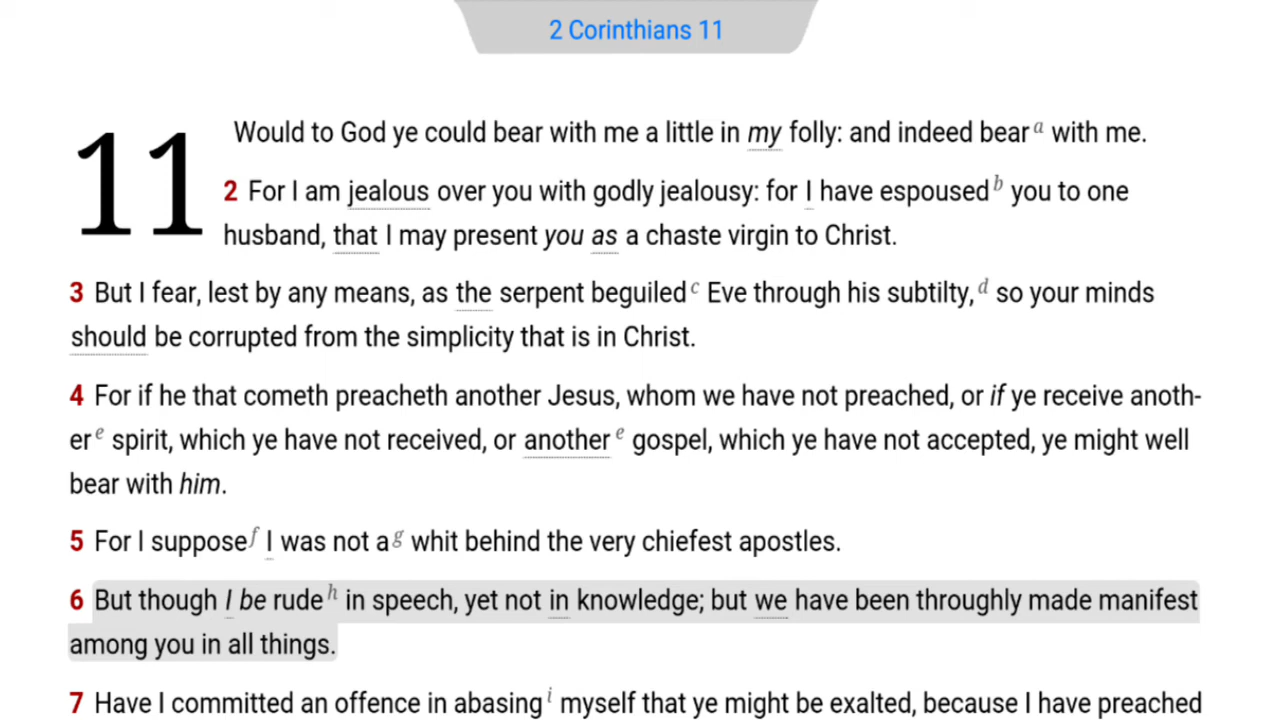 2 Corinthians 11
11 Would to God ye could bear with me a little in my folly: and indeed bear a with me.
2 For I am jealous over you with godly jealousy: for I have espoused b you to one
husband, that I may present you as a chaste virgin to Christ.
3 But I fear, lest by any means, as the serpent beguiled c Eve through his subtilty, d so your minds
should be corrupted from the simplicity that is in Christ.
4 For if he that cometh preacheth another Jesus, whom we have not preached, or if ye receive anoth-
er e spirit, which ye have not received, or another e gospel, which ye have not accepted, ye might well
bear with him.
5 For I suppose f I was not a g whit behind the very chiefest apostles.
6 But though I be rude h in speech, yet not in knowledge; but we have been throughly made manifest
among you in all things.
7 Have I committed an offence in abasing i myself that ye might be exalted, because I have preached